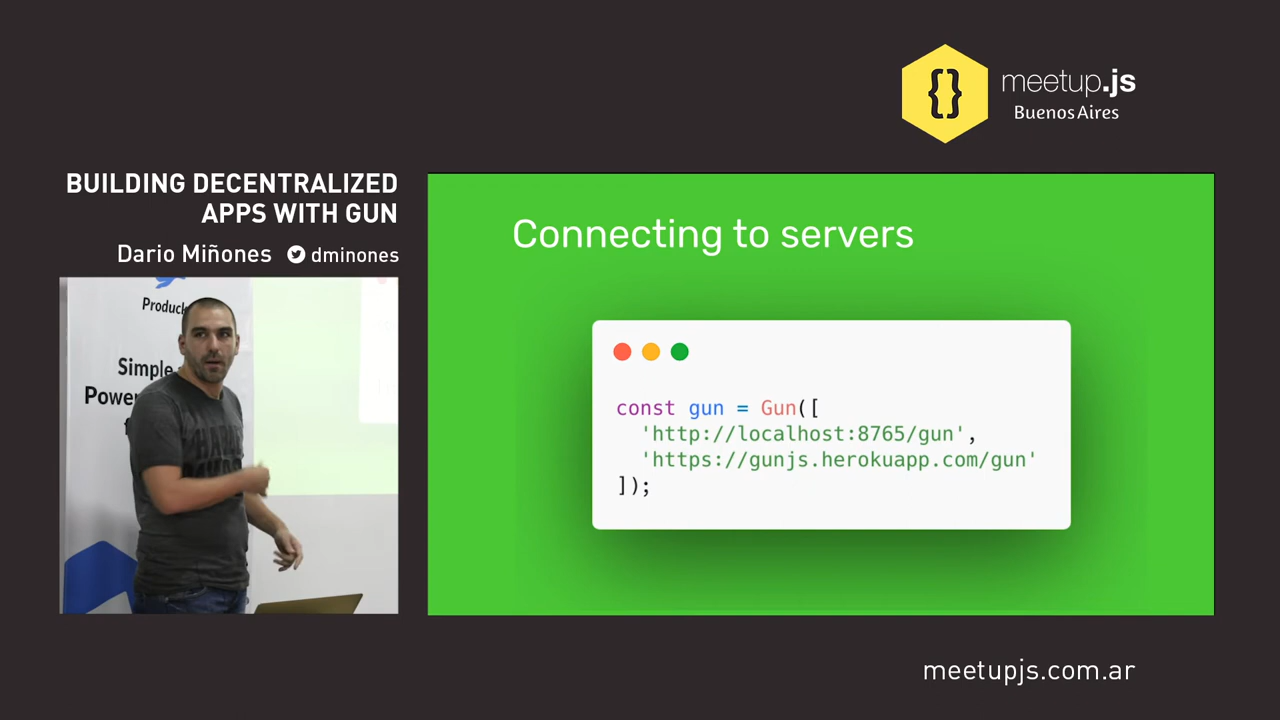 {} meetup.js
Buenos Aires
BUILDING DECENTRALIZED
APPS WITH GUN
Dario Miñones dminones
Simple
Connecting to servers
const gun = Gun([
'http://localhost:8765/gun',
'https://gunjs.herokuapp.com/gun'
]);
meetupjs.com.ar